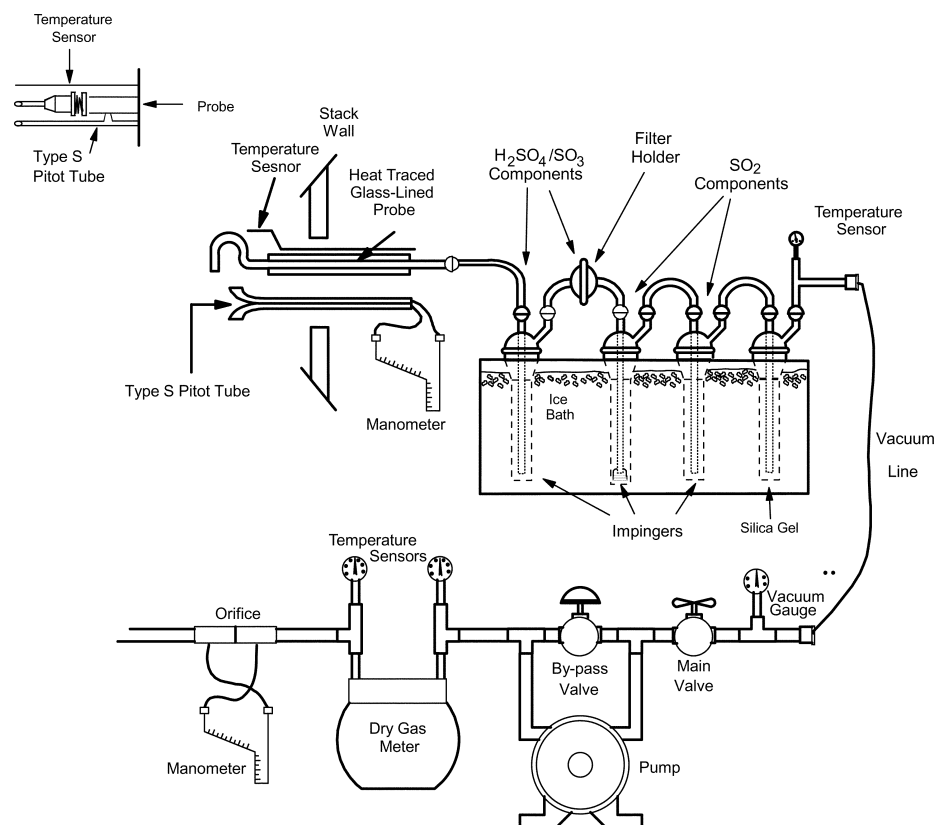 Temperature
Sensor
Probe
Type S
Pitot Tube
Stack
Wall
Temperature
Sesnor
Heat Traced
Glass-Lined
Probe
H2SO4/SO3
Components
Filter
Holder
SO2
Components
Temperature
Sensor
Type S Pitot Tube
Manometer
Ice
Bath
Vacuum
Line
Impingers
Silica Gel
Temperature
Sensors
Orifice
Vacuum
Gauge
By-pass
Valve
Main
Valve
Dry Gas
Meter
Manometer
Pump